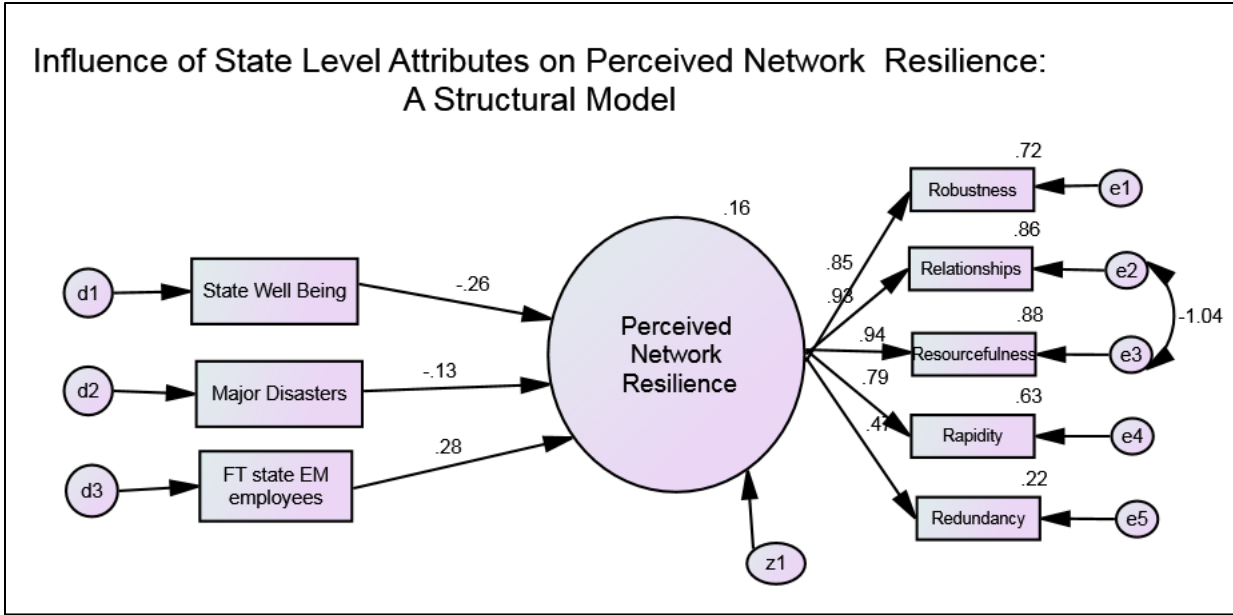 Influence of State Level Attributes on Perceived Network Resilience:
A Structural Model
.72
Robustness
e1
.16
.86
.85
Relationships
e2
d1
State Well Being
-.26
.93
.88
-1.04
Perceived
Network
Resilience
.94
Resourcefulness
e3
d2
Major Disasters
-.13
.79
.63
Rapidity
e4
.28
.47
d3
FT state EM
employees
.22
Redundancy
e5
z1